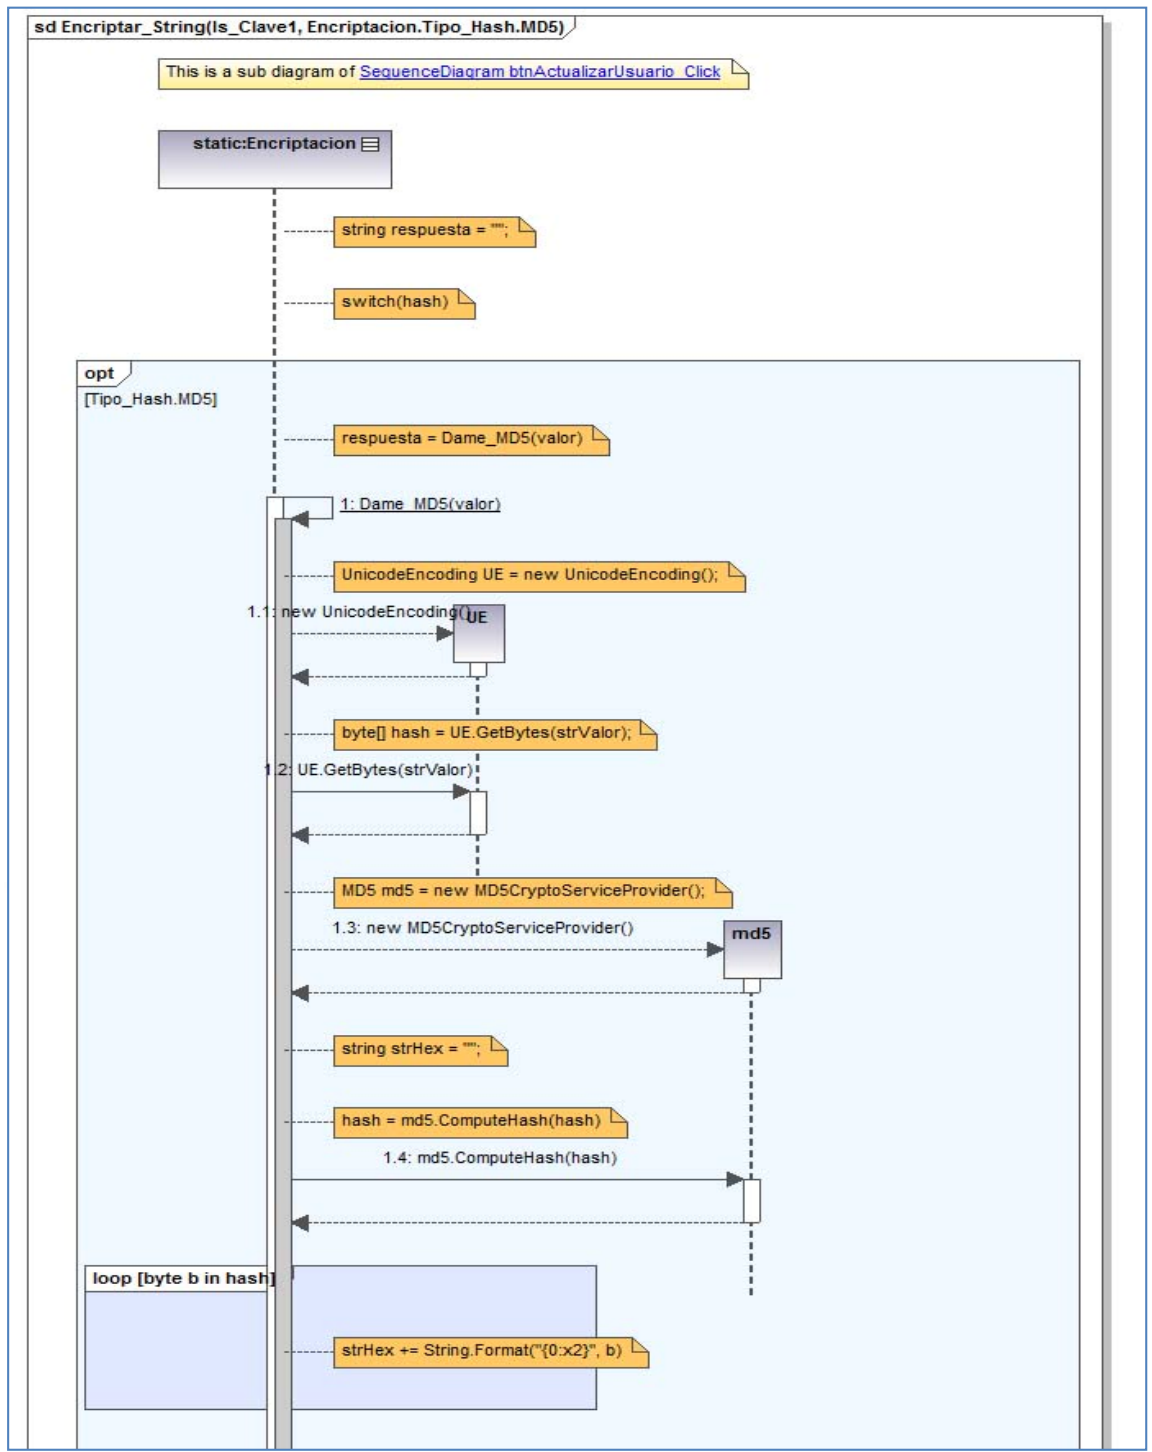 sd Encriptar_String(ls_Clave1, Encriptacion.Tipo_Hash.MD5)
This is a sub diagram of SequenceDiagram btnActualizarUsuario_Click
static:Encriptacion
string respuesta = "";
switch(hash)
opt
[Tipo_Hash.MD5]
respuesta = Dame_MD5(valor)
1: Dame_MD5(valor)
UnicodeEncoding UE = new UnicodeEncoding();
1.1: new UnicodeEncoding()
UE
byte[] hash = UE.GetBytes(strValor);
1.2: UE.GetBytes(strValor)
MD5 md5 = new MD5CryptoServiceProvider();
1.3: new MD5CryptoServiceProvider()
md5
string strHex = "";
hash = md5.ComputeHash(hash)
1.4: md5.ComputeHash(hash)
loop [byte b in hash]
strHex += String.Format("{0:x2}", b)